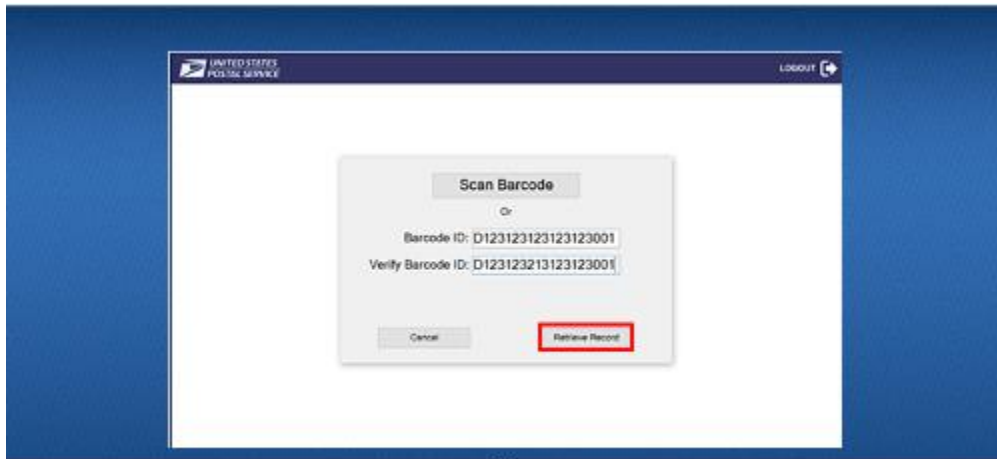 UNITED STATES
POSTAL SERVICE
LOGOUT
Scan Barcode
Or
Barcode ID: D123123123123123001
Verify Barcode ID: D123123213123123001
Cancel
Retrieve Record